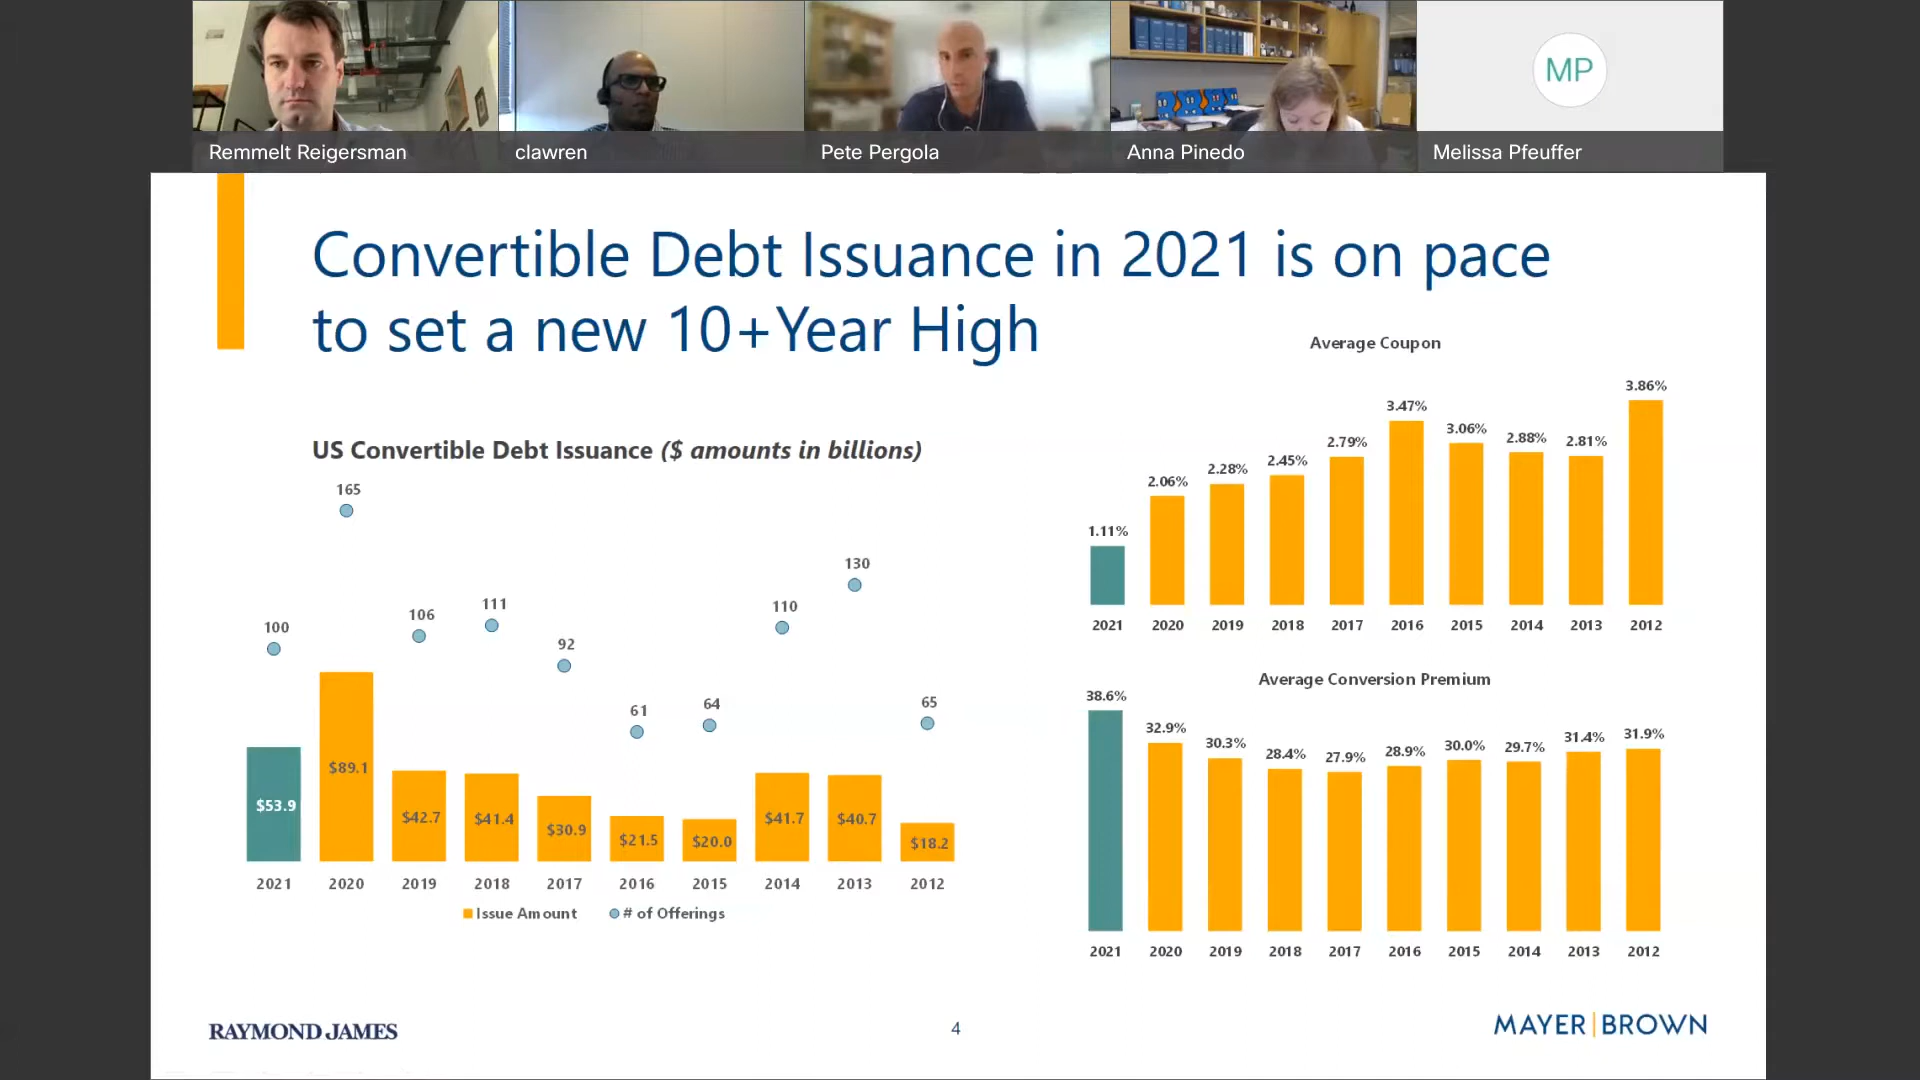 Remmelt Reigersman
clawren
Pete Pergola
Anna Pinedo
MP
Melissa Pfeuffer
Convertible Debt Issuance in 2021 is on pace
to set a new 10+Year High
US Convertible Debt Issuance ($ amounts in billions)
165
130
111
110
106
100
92
65
64
61
$53.9
$89.1
$42.7
$41.4
$30.9
$21.5
$20.0
$41.7
$40.7
$18.2
2021 2020 2019 2018 2017 2016 2015 2014 2013 2012
Issue Amount # of Offerings
Average Coupon
1.11% 2.06% 2.28% 2.45% 2.79% 3.47% 3.06% 2.88% 2.81% 3.86%
2021 2020 2019 2018 2017 2016 2015 2014 2013 2012
Average Conversion Premium
38.6% 32.9% 30.3% 28.4% 27.9% 28.9% 30.0% 29.7% 31.4% 31.9%
2021 2020 2019 2018 2017 2016 2015 2014 2013 2012
RAYMOND JAMES
4
MAYER|BROWN